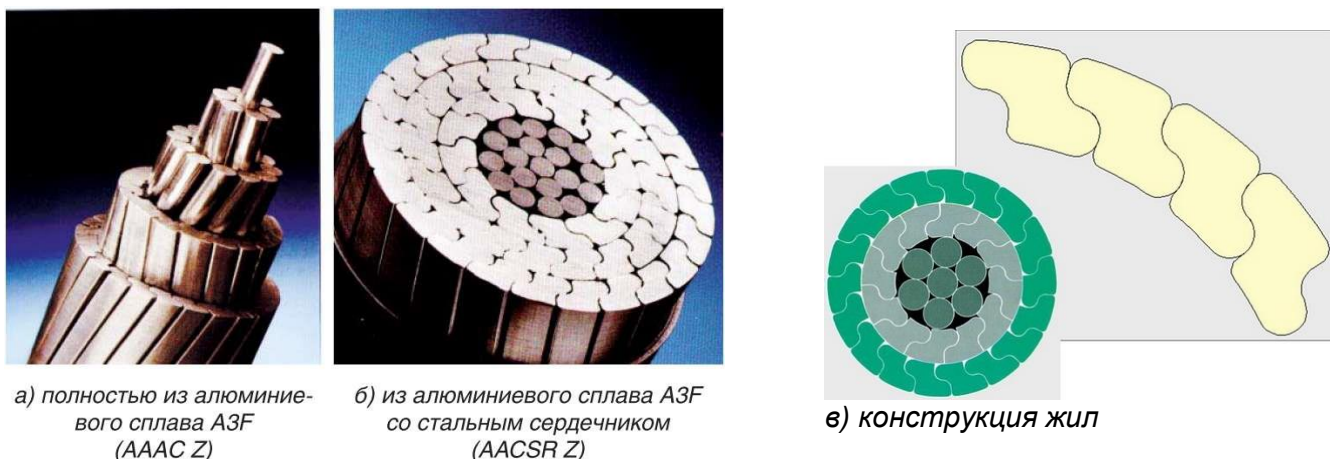 а) полностью из алюминие-
вого сплава A3F
(AAAC Z)
б) из алюминиевого сплава A3F
со стальным сердечником
(AACSR Z)
в) конструкция жил